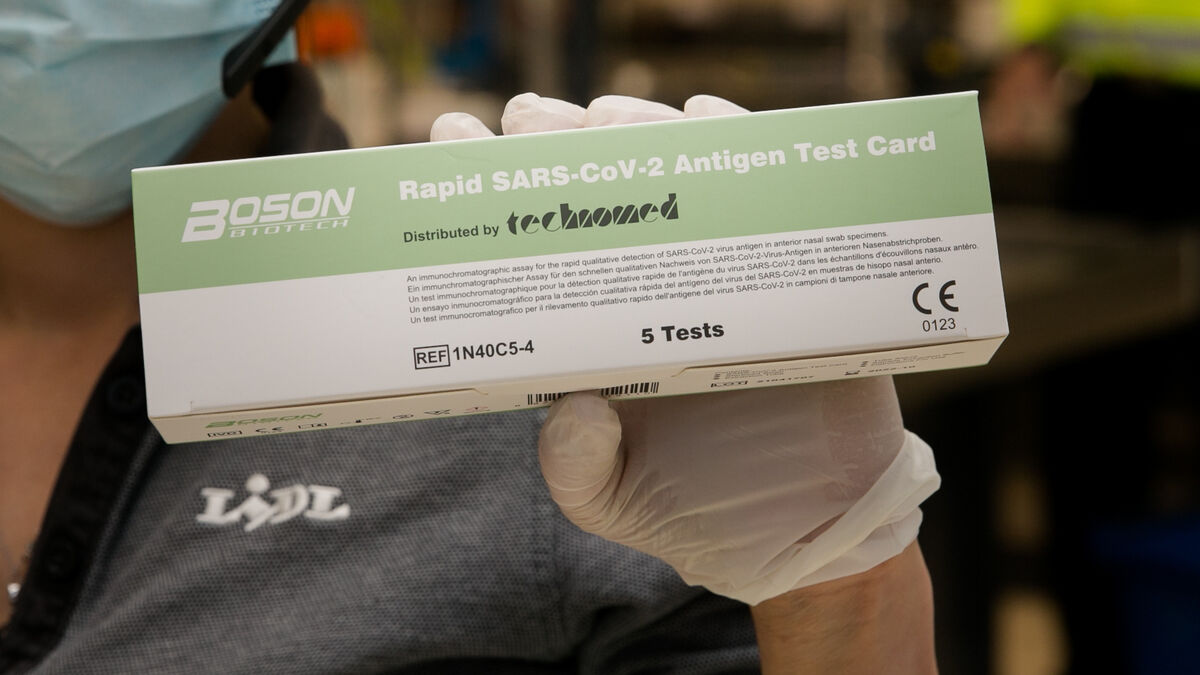 BOSON
BIOTECH
Rapid SARS-CoV-2 Antigen Test Card
Distributed by technomed
An immunochromatographic assay for the rapid qualitative detection of SARS-CoV-2 virus antigen in anterior nasal swab specimens.
Ein immunchromatographischer Assay für den schnellen qualitativen Nachweis von SARS-CoV-2-Virus-Antigen in anterioren Nasenabstrichproben.
Un test immunochromatographique pour la détection qualitative rapide de l'antigène du virus SARS-CoV-2 dans les échantillons d'écouvillons nasaux antéro.
Un ensayo inmunocromatográfico para la detección cualitativa rápida del antígeno del virus del SARS-CoV-2 en muestras de hisopo nasal anterio.
Un test immunocromatografico per il rilevamento qualitativo rapido dell'antigene del virus SARS-CoV-2 in campioni di tampone nasale anteriore.
CE
0123
5 Tests
REF 1N40C5-4
BOSON
IVD CE
LOT
LIDL